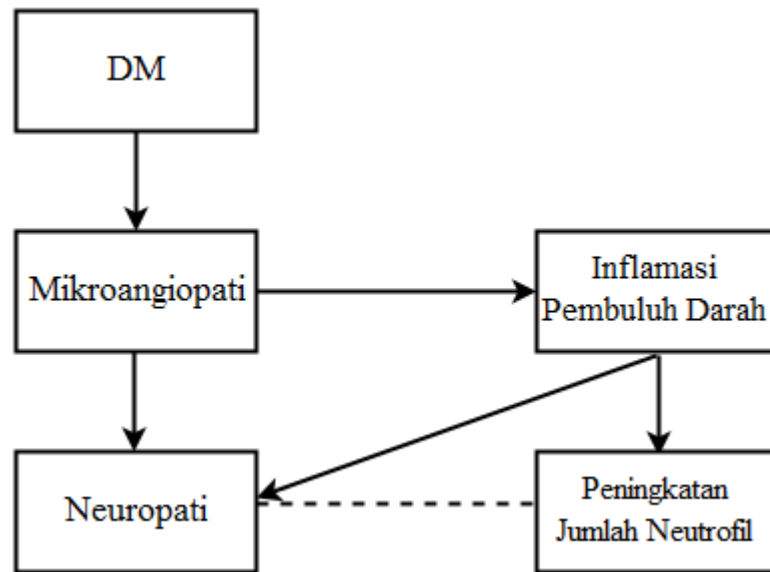 DM
Mikroangiopati
Inflamasi
Pembuluh Darah
Neuropati
Peningkatan
Jumlah Neutrofil